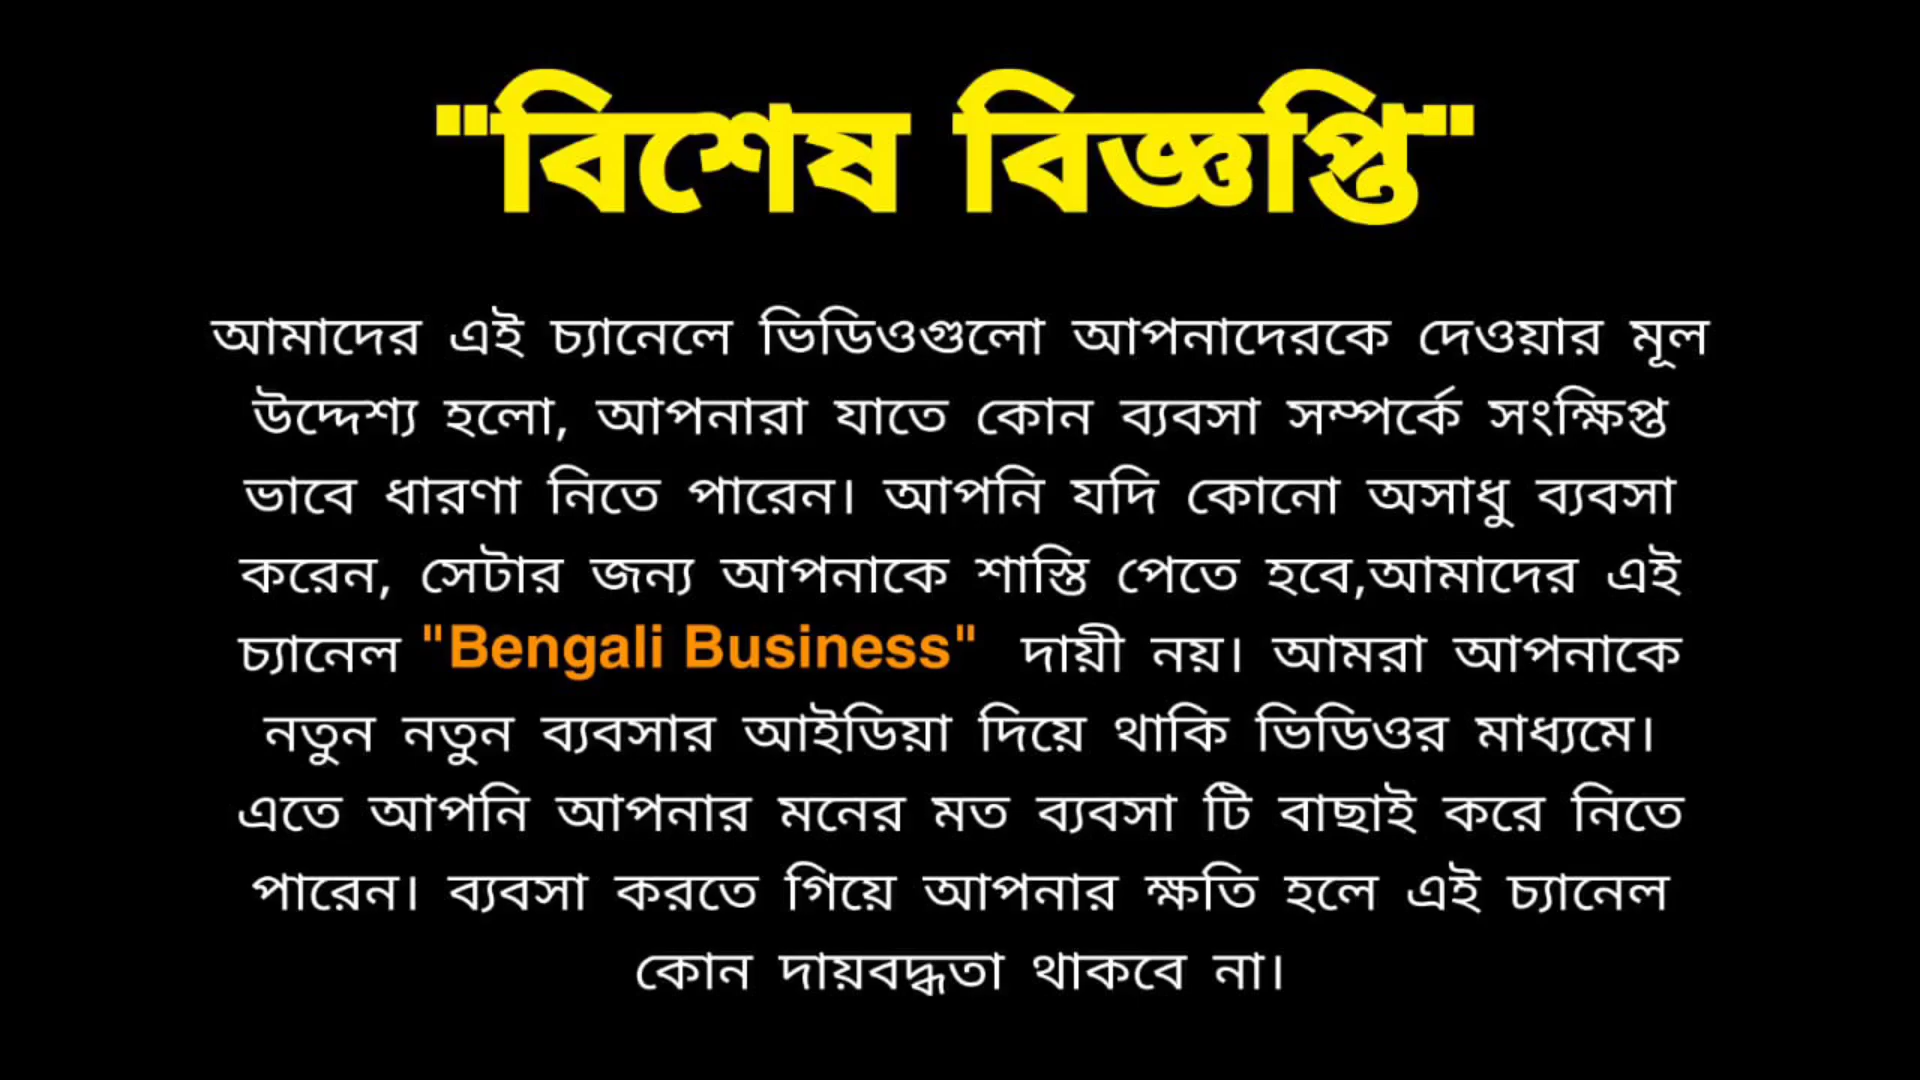 "বিশেষ বিজ্ঞপ্তি"
আমাদের এই চ্যানেলে ভিডিওগুলো আপনাদেরকে দেওয়ার মূল
উদ্দেশ্য হলো, আপনারা যাতে কোন ব্যবসা সম্পর্কে সংক্ষিপ্ত
ভাবে ধারণা নিতে পারেন। আপনি যদি কোনো অসাধু ব্যবসা
করেন, সেটার জন্য আপনাকে শাস্তি পেতে হবে,আমাদের এই
চ্যানেল "Bengali Business" দায়ী নয়। আমরা আপনাকে
নতুন নতুন ব্যবসার আইডিয়া দিয়ে থাকি ভিডিওর মাধ্যমে।
এতে আপনি আপনার মনের মত ব্যবসা টি বাছাই করে নিতে
পারেন। ব্যবসা করতে গিয়ে আপনার ক্ষতি হলে এই চ্যানেল
কোন দায়বদ্ধতা থাকবে না।